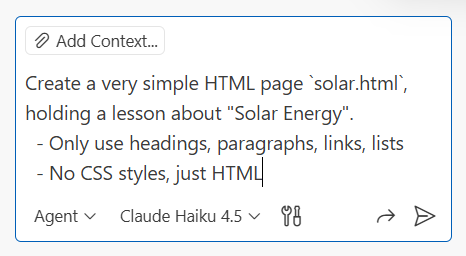 Add Context...
Create a very simple HTML page `solar.html`,
holding a lesson about "Solar Energy".
- Only use headings, paragraphs, links, lists
- No CSS styles, just HTML
Agent Claude Haiku 4.5